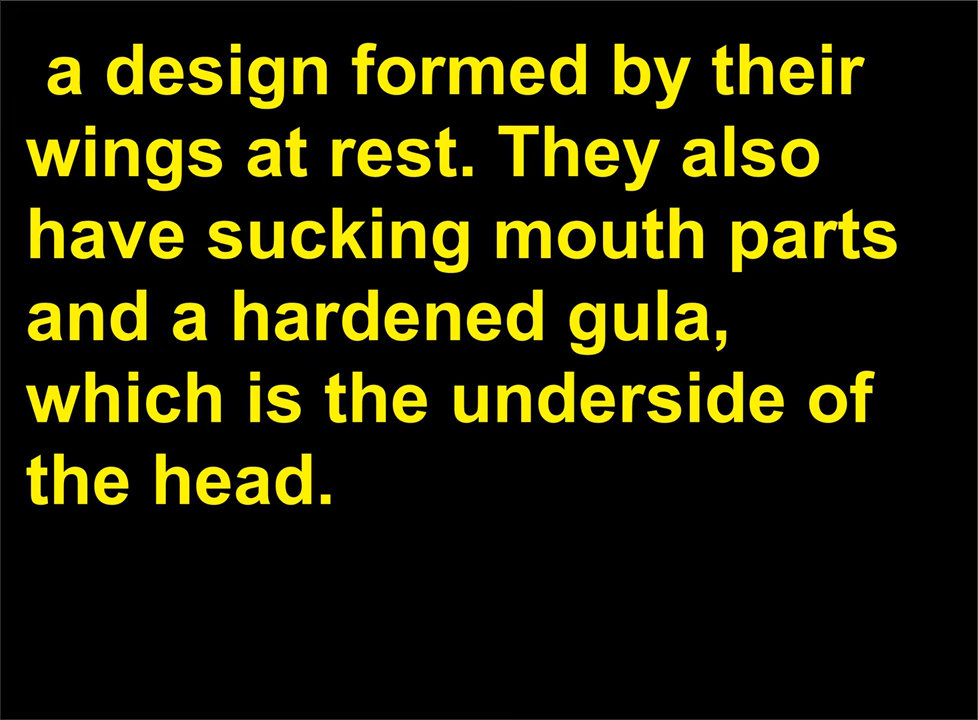 a design formed by their
wings at rest. They also
have sucking mouth parts
and a hardened gula,
which is the underside of
the head.